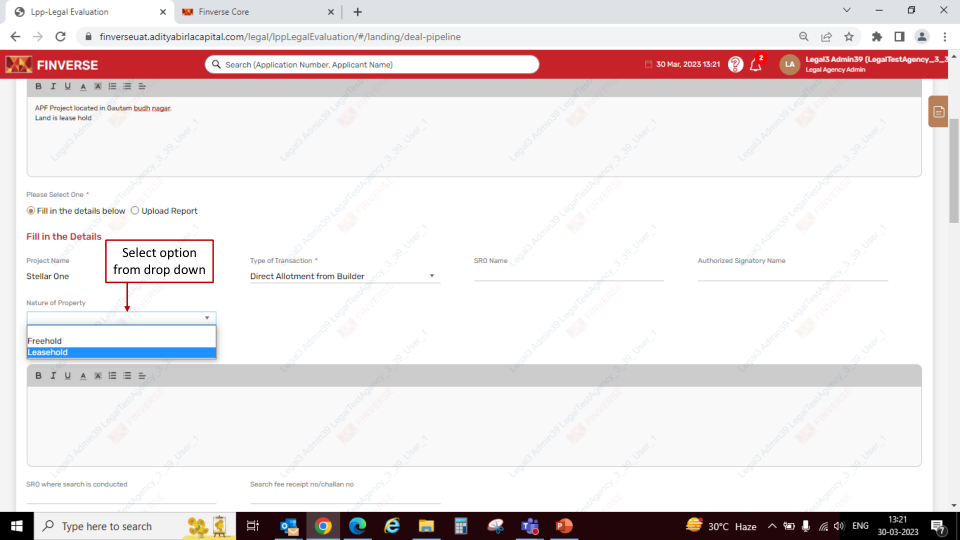 Lpp-Legal Evaluation
Finverse Core
finverseuat.adityabirlacapital.com/legal/lppLegalEvaluation/#/landing/deal-pipeline
FINVERSE
Search (Application Number, Applicant Name)
30 Mar, 2023 13:21
2
LA
Legal3 Admin39 (LegalTestAgency_3_3
Legal Agency Admin
B I U A
APF Project located in Gautam budh nagar.
Land is lease hold
Please Select One *
Fill in the details below
Upload Report
Fill in the Details
Select option
from drop down
Project Name
Type of Transaction *
SRO Name
Authorized Signatory Name
Stellar One
Direct Allotment from Builder
Nature of Property
Freehold
Leasehold
B I U A
SRO where search is conducted
Search fee receipt no/challan no
Type here to search
30°C Haze
ENG
13:21
30-03-2023
7